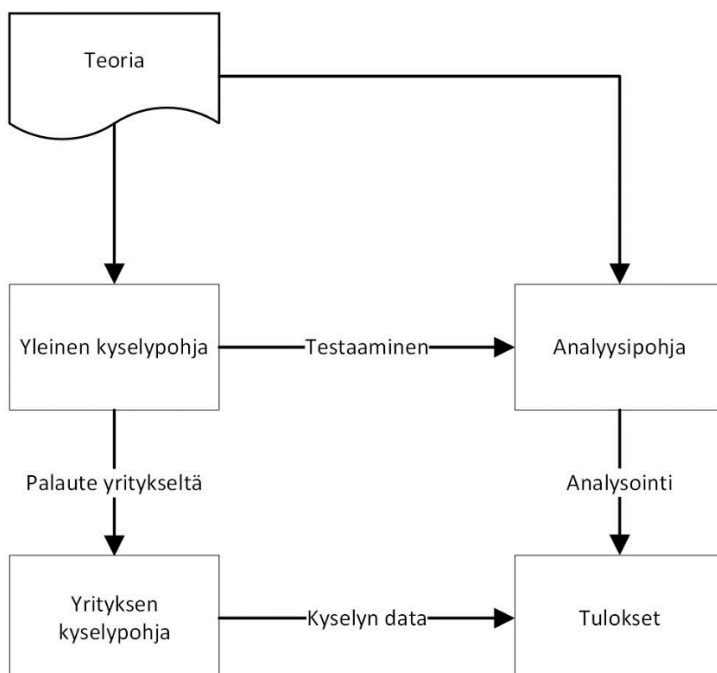 Teoria
Yleinen kyselypohja
Testaaminen
Analyysipohja
Palaute yritykseltä
Analysointi
Yrityksen
kyselypohja
Kyselyn data
Tulokset